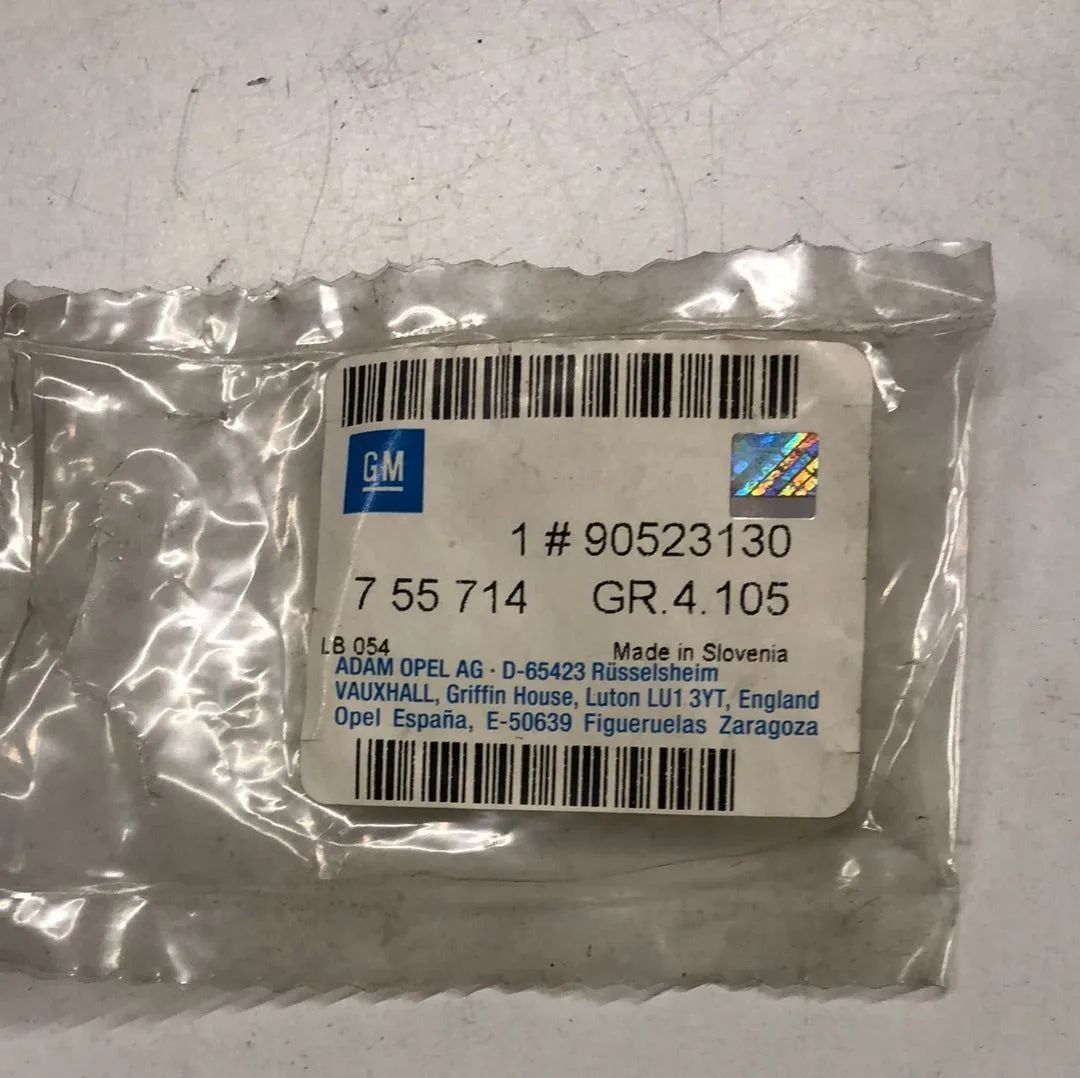 GM
1 # 90523130
7 55 714 GR.4.105
LB 054 Made in Slovenia
ADAM OPEL AG · D-65423 Rüsselsheim
VAUXHALL, Griffin House, Luton LU1 3YT, England
Opel España, E-50639 Figueruelas Zaragoza